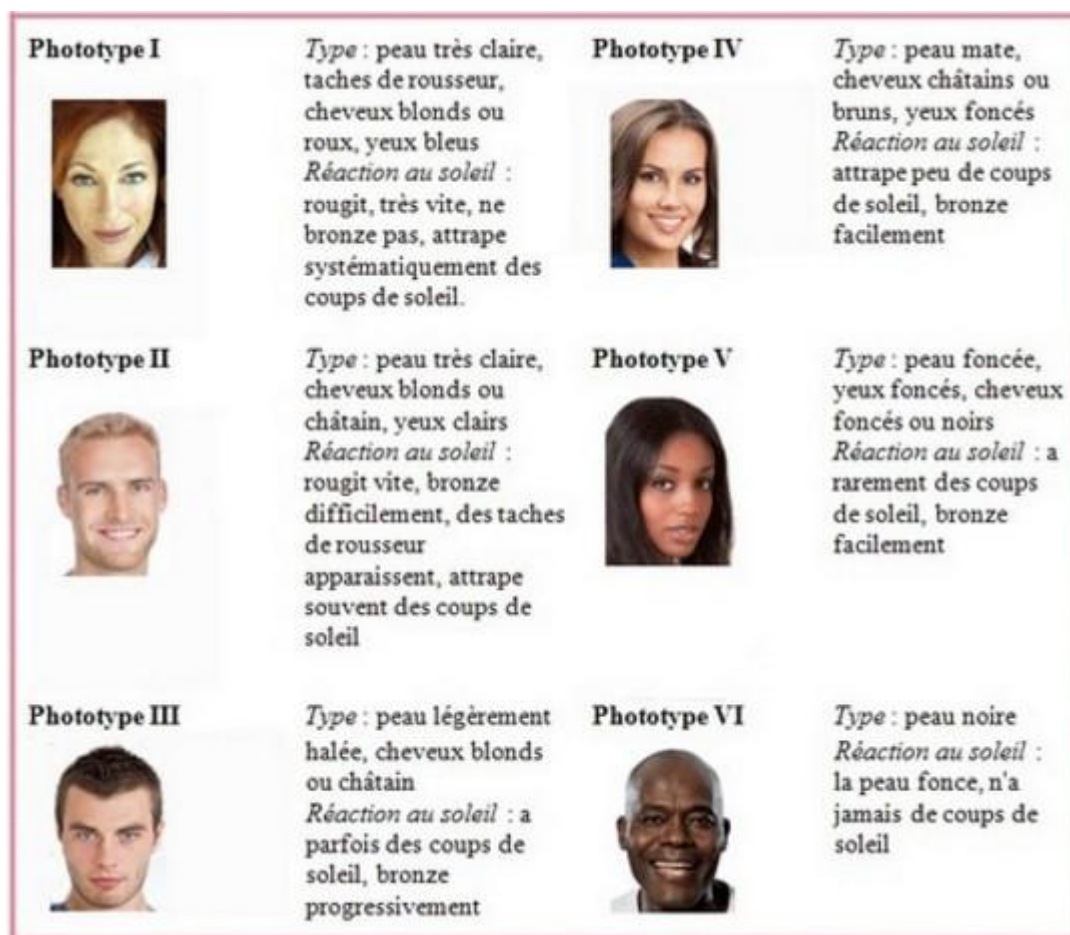 Phototype I
Type : peau très claire,
taches de rousseur,
cheveux blonds ou
roux, yeux bleus
Réaction au soleil :
rougit, très vite, ne
bronze pas, attrape
systématiquement des
coups de soleil.
Phototype IV
Type : peau mate,
cheveux châtains ou
bruns, yeux foncés
Réaction au soleil :
attrape peu de coups
de soleil, bronze
facilement
Phototype II
Type : peau très claire,
cheveux blonds ou
châtain, yeux clairs
Réaction au soleil :
rougit vite, bronze
difficilement, des taches
de rousseur
apparaissent, attrape
souvent des coups de
soleil
Phototype V
Type : peau foncée,
yeux foncés, cheveux
foncés ou noirs
Réaction au soleil : a
rarement des coups
de soleil, bronze
facilement
Phototype III
Type : peau légèrement
halée, cheveux blonds
ou châtain
Réaction au soleil : a
parfois des coups de
soleil, bronze
progressivement
Phototype VI
Type : peau noire
Réaction au soleil :
la peau fonce, n'a
jamais de coups de
soleil